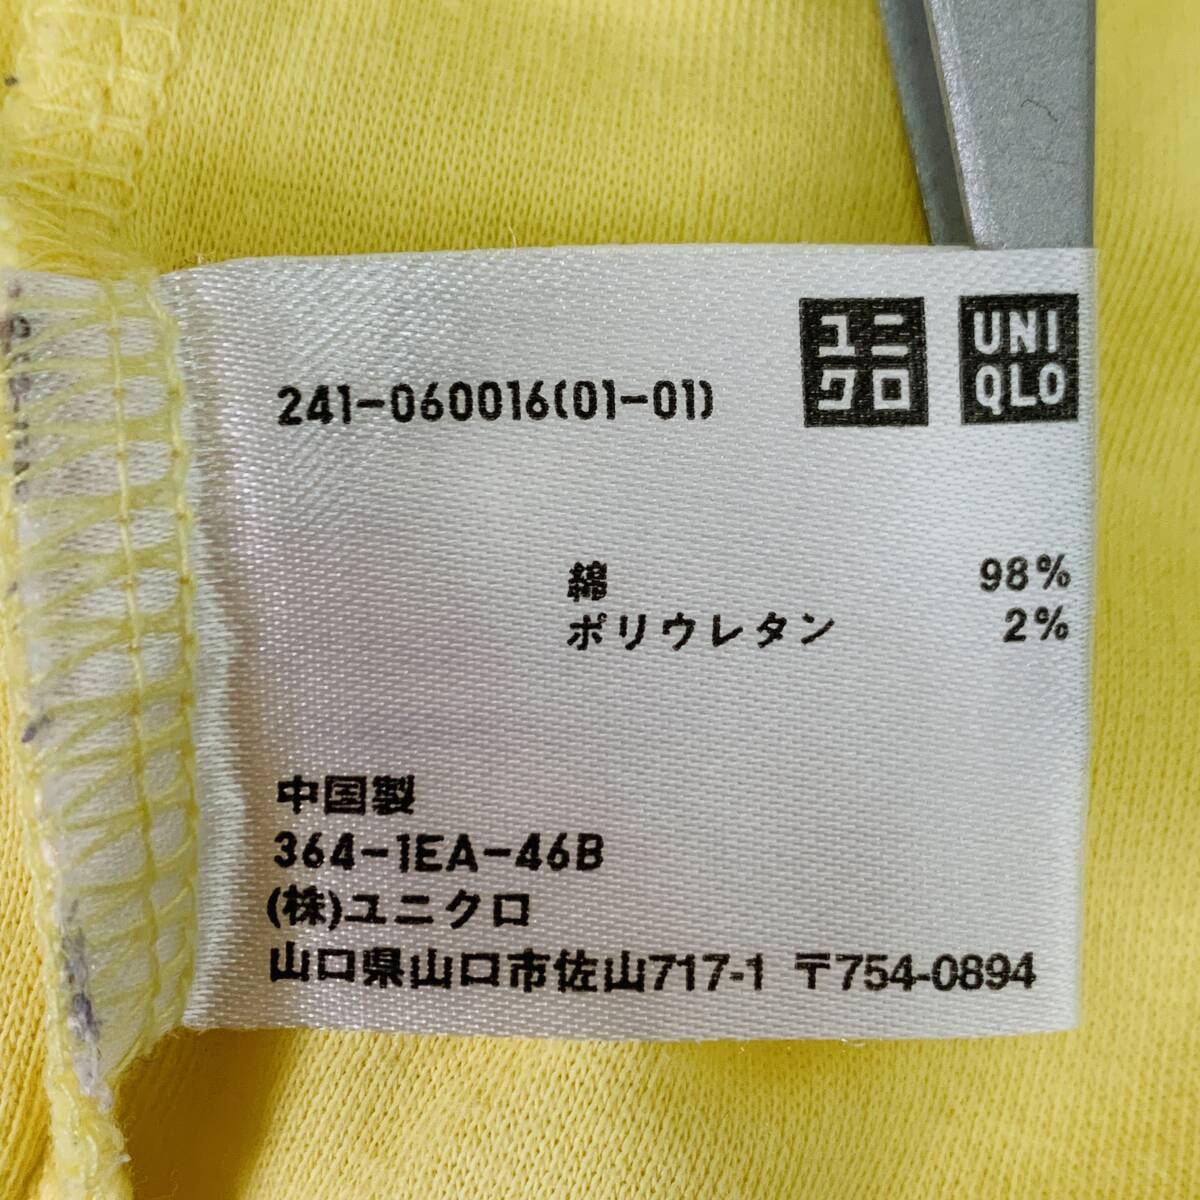 ユニ
クロ
UNI
QLO
241-060016(01-01)
綿 98%
ポリウレタン 2%
中国製
364-1EA-46B
(株)ユニクロ
山口県山口市佐山717-1 〒754-0894